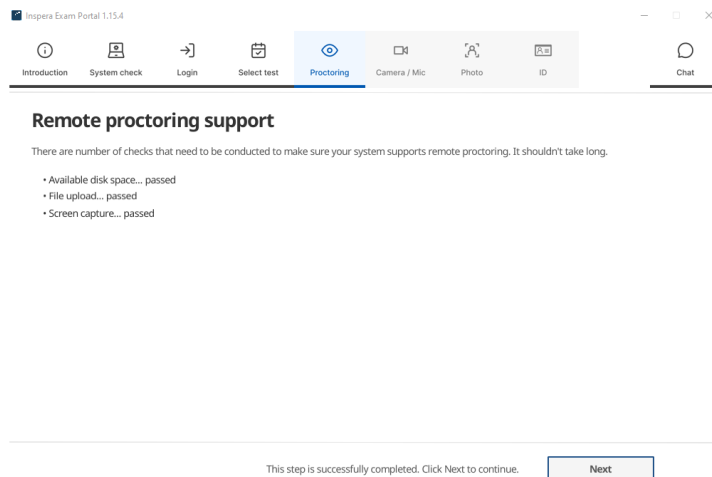 Inspera Exam Portal 1.15.4
Introduction System check Login Select test Proctoring Camera / Mic Photo ID Chat
Remote proctoring support
There are number of checks that need to be conducted to make sure your system supports remote proctoring. It shouldn't take long.
• Available disk space... passed
• File upload... passed
• Screen capture... passed
This step is successfully completed. Click Next to continue. Next